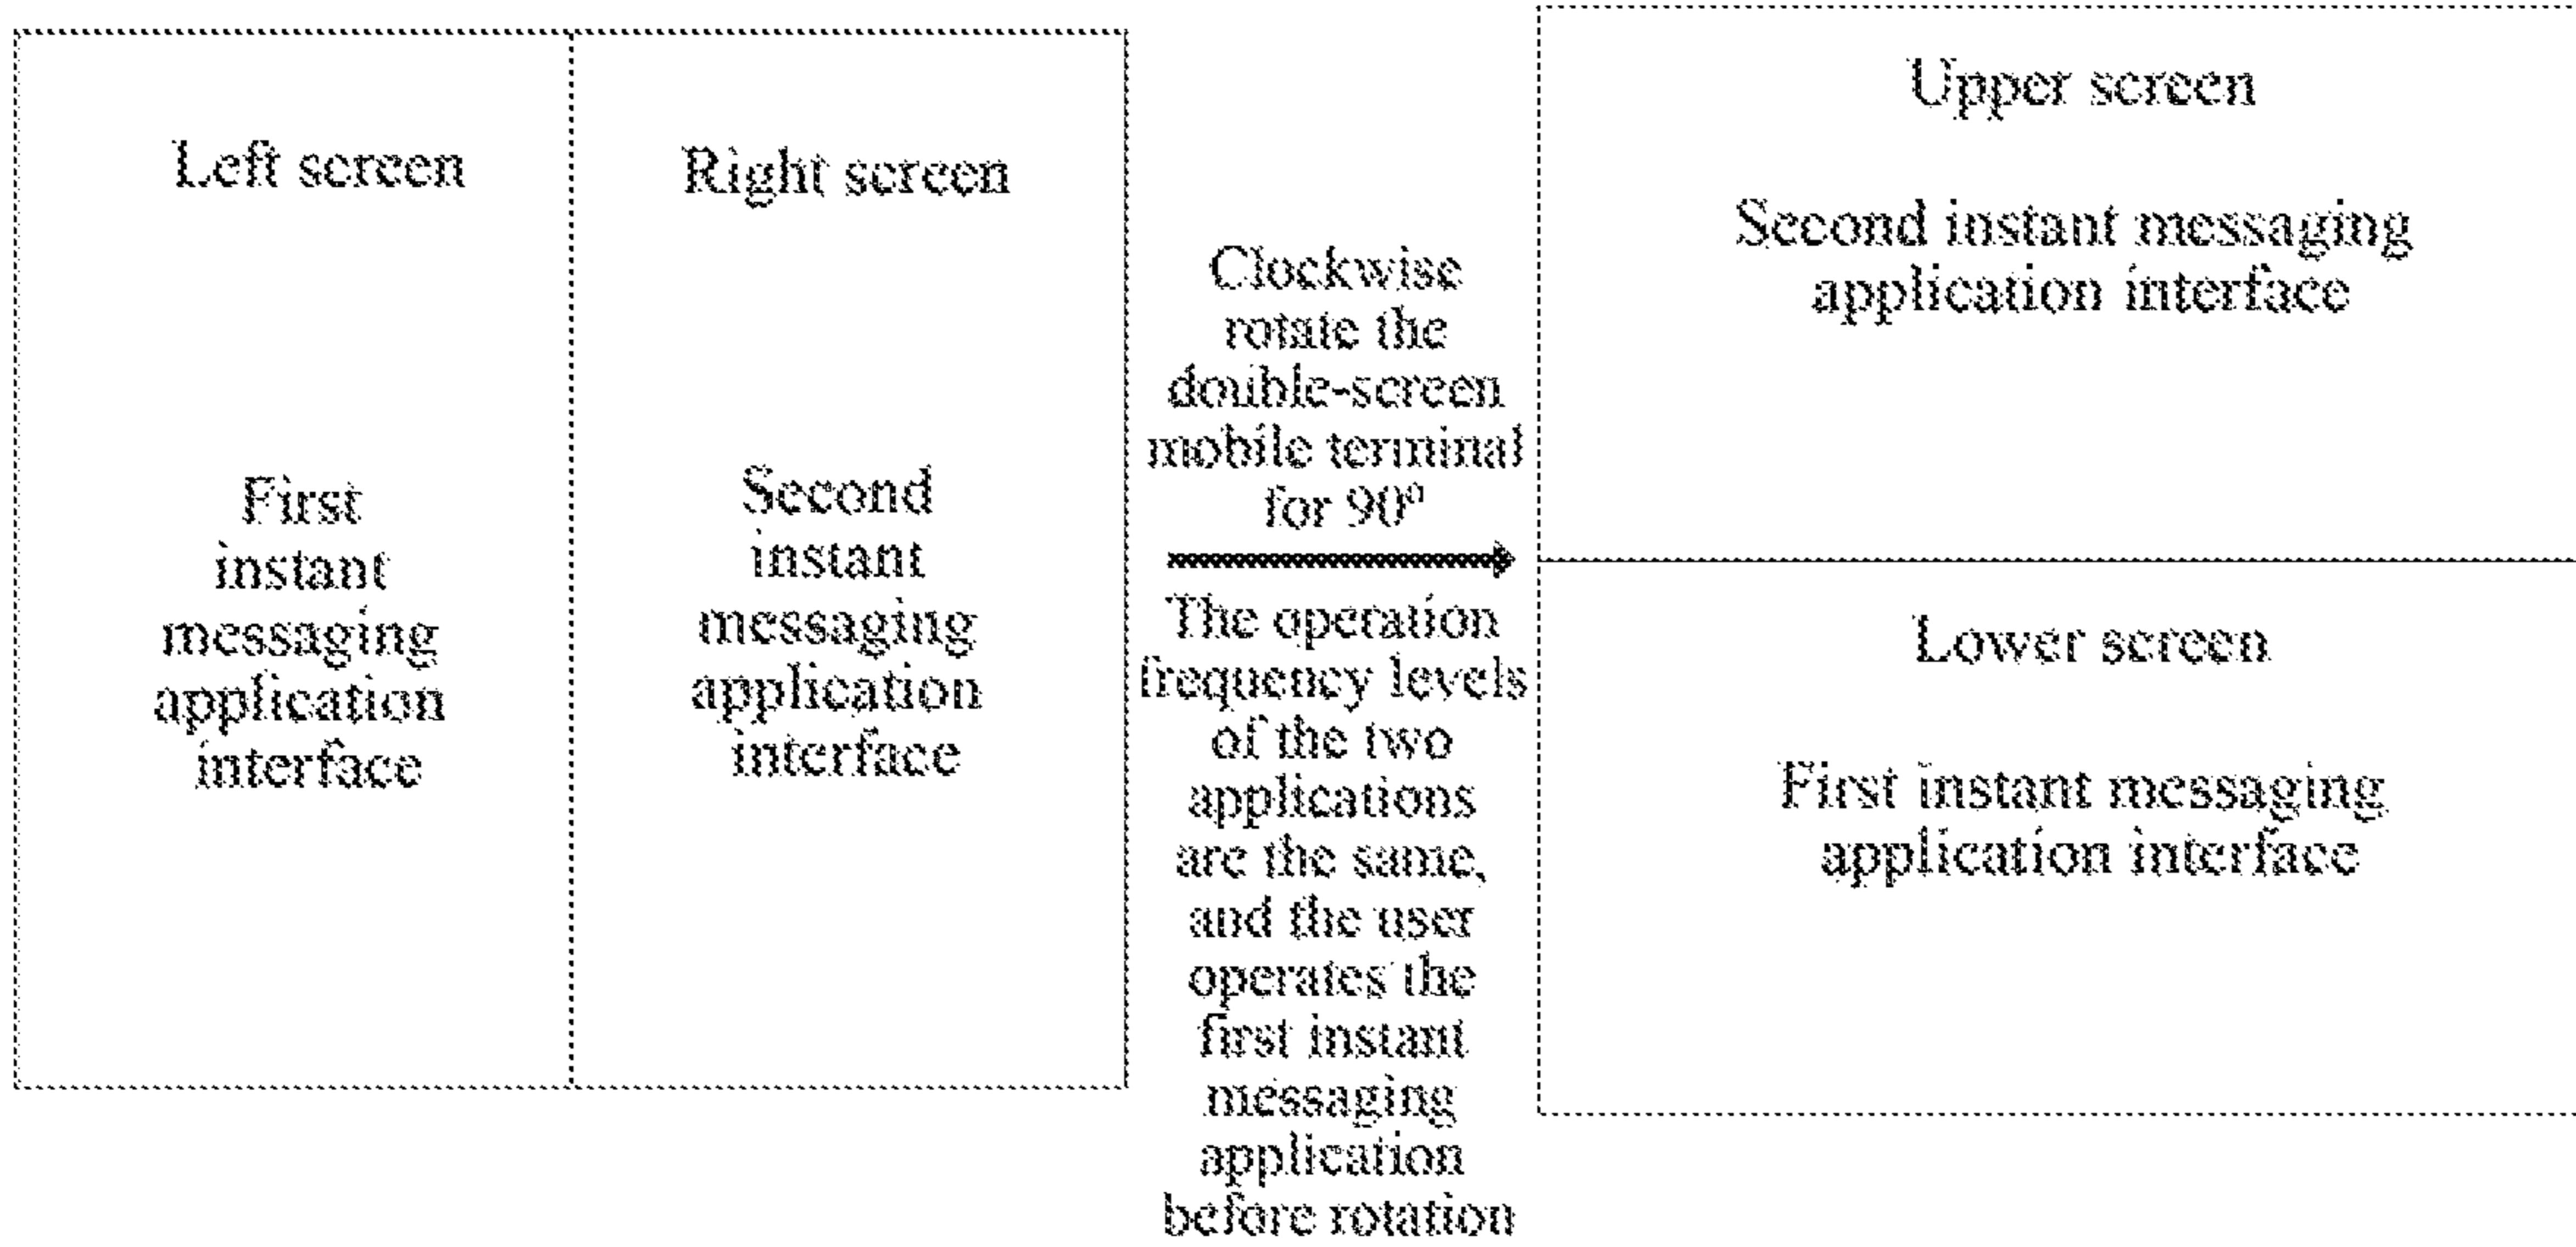 Left screen
First
instant
messaging
application
interface
Right screen
Second
instant
messaging
application
interface
Clockwise
rotate the
double-screen
mobile terminal
for 90⁰
The operation
frequency levels
of the two
applications
are the same,
and the user
operates the
first instant
messaging
application
before rotation
Upper screen
Second instant messaging
application interface
Lower screen
First instant messaging
application interface